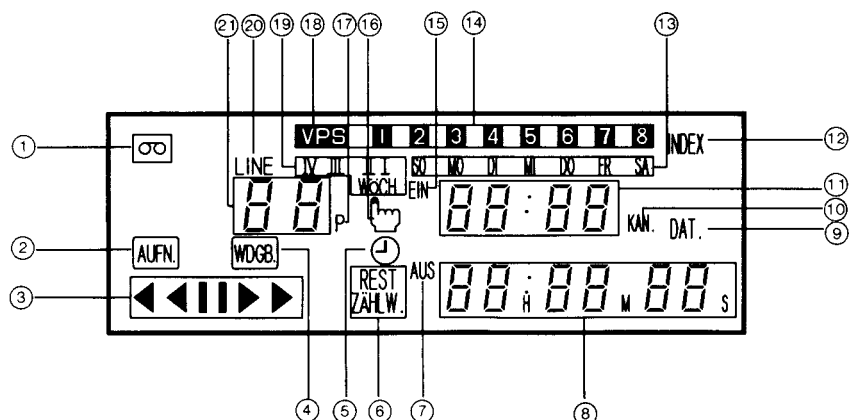 21 20 19 18 17 16 15 14 13
1
VPS 1 2 3 4 5 6 7 8 INDEX 12
LINE IV III II I SO MO DI MI DO FR SA
WÖCH. EIN 11
88 P 88:88 KAN. 10
DAT. 9
2 AUFN. WDGB.
3 REST AUS
ZÄHLW. 88:88 88
H M S
4 5 6 7 8